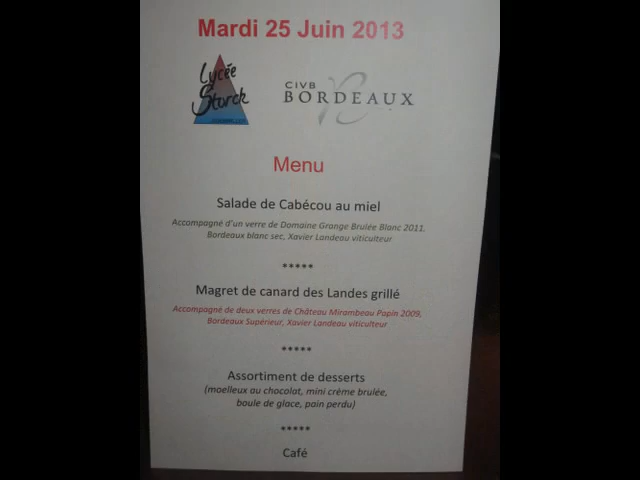 Mardi 25 Juin 2013
Lycée
Storck
CIVB
BORDEAUX
Menu
Salade de Cabécou au miel
Accompagné d'un verre de Domaine Grange Brulée Blanc 2011,
Bordeaux blanc sec, Xavier Landeau viticulteur
*****
Magret de canard des Landes grillé
Accompagné de deux verres de Château Mirambeau Papin 2009,
Bordeaux Supérieur, Xavier Landeau viticulteur
*****
Assortiment de desserts
(moelleux au chocolat, mini crème brulée,
boule de glace, pain perdu)
*****
Café